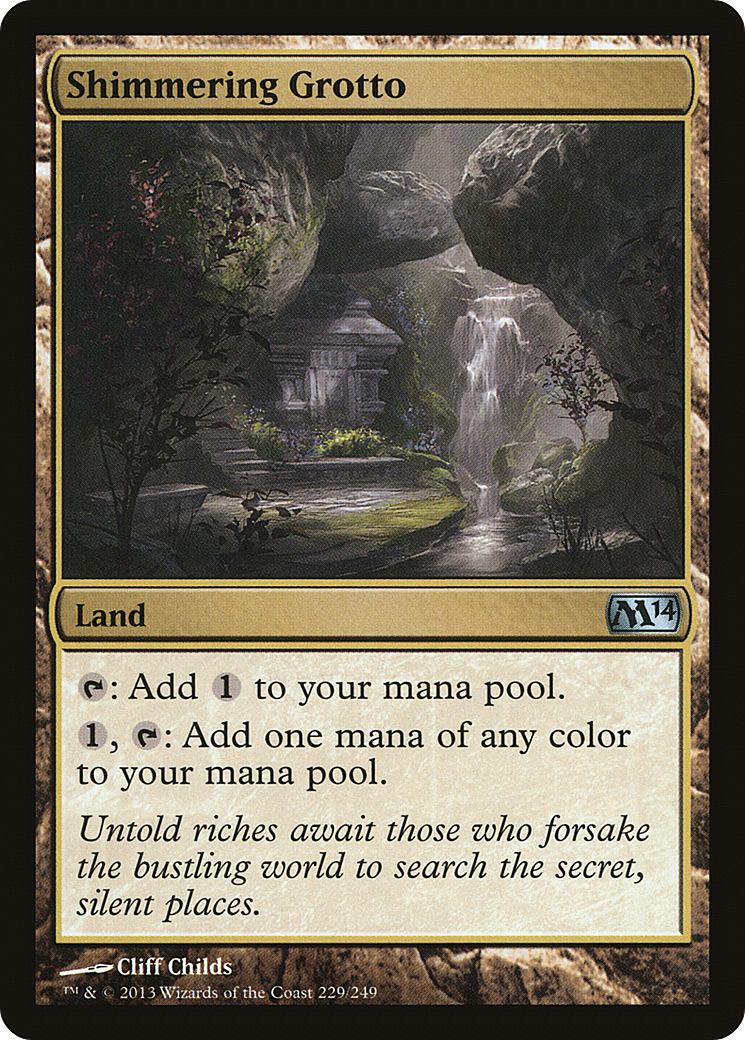 Shimmering Grotto
Land
M14
: Add 1 to your mana pool.
1, : Add one mana of any color
to your mana pool.
Untold riches await those who forsake
the bustling world to search the secret,
silent places.
Cliff Childs
™ & © 2013 Wizards of the Coast 229/249